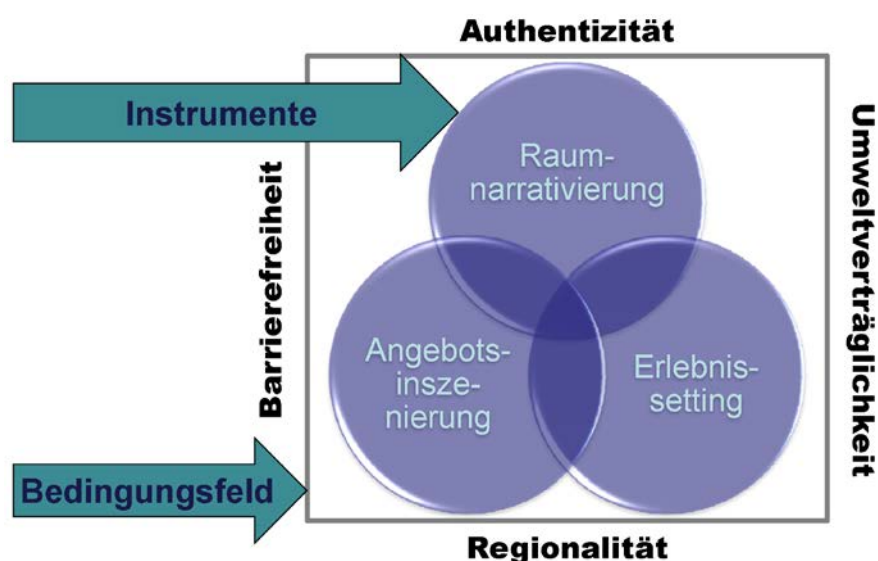 Authentizität
Instrumente
Raum-
narrativierung
Barrierefreiheit
Umweltverträglichkeit
Angebots-
insze-
nierung
Erlebnis-
setting
Bedingungsfeld
Regionalität